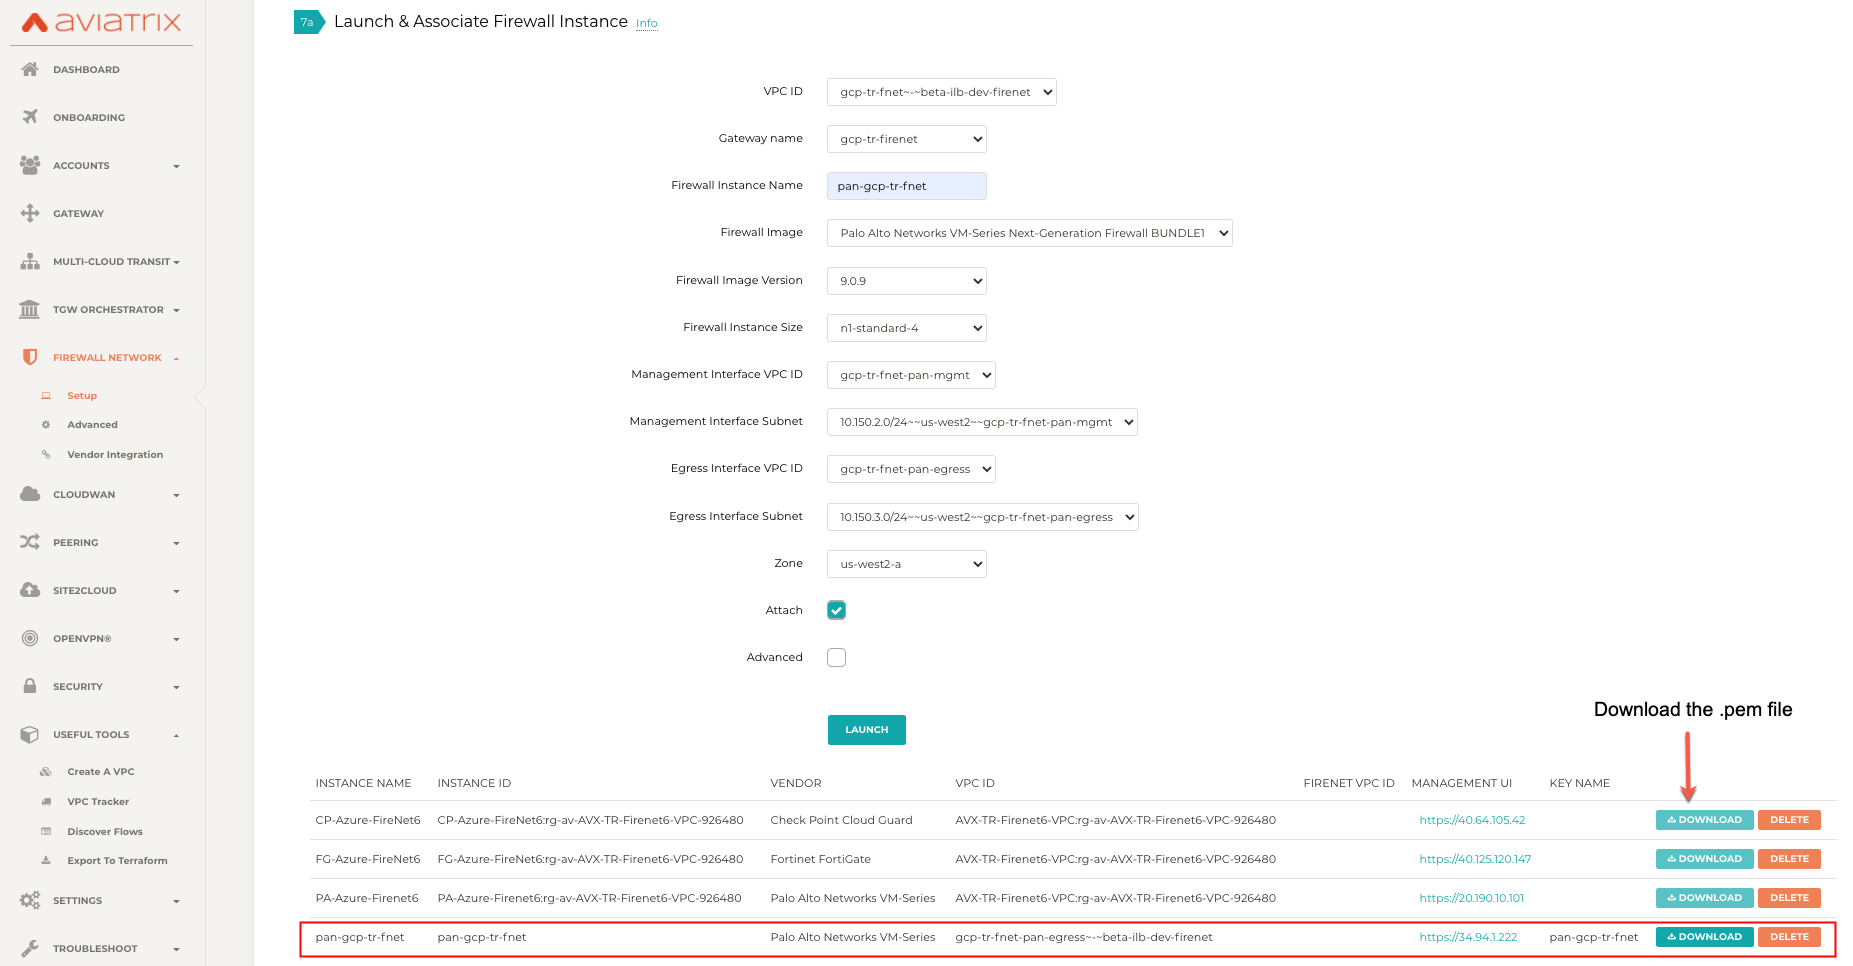 AVIATRIX
DASHBOARD
ONBOARDING
ACCOUNTS
GATEWAY
MULTI-CLOUD TRANSIT
TGW ORCHESTRATOR
FIREWALL NETWORK
Setup
Advanced
Vendor Integration
CLOUDWAN
PEERING
SITE2CLOUD
OPENVPN®
SECURITY
USEFUL TOOLS
Create A VPC
VPC Tracker
Discover Flows
Export To Terraform
SETTINGS
TROUBLESHOOT
7a Launch & Associate Firewall Instance Info
VPC ID gcp-tr-fnet~-~beta-ilb-dev-firenet
Gateway name gcp-tr-firenet
Firewall Instance Name pan-gcp-tr-fnet
Firewall Image Palo Alto Networks VM-Series Next-Generation Firewall BUNDLE1
Firewall Image Version 9.0.9
Firewall Instance Size n1-standard-4
Management Interface VPC ID gcp-tr-fnet-pan-mgmt
Management Interface Subnet 10.150.2.0/24~~us-west2~~gcp-tr-fnet-pan-mgmt
Egress Interface VPC ID gcp-tr-fnet-pan-egress
Egress Interface Subnet 10.150.3.0/24~~us-west2~~gcp-tr-fnet-pan-egress
Zone us-west2-a
Attach
Advanced
LAUNCH
Download the .pem file
INSTANCE NAME INSTANCE ID VENDOR VPC ID FIRENET VPC ID MANAGEMENT UI KEY NAME
CP-Azure-FireNet6 CP-Azure-FireNet6:rg-av-AVX-TR-Firenet6-VPC-926480 Check Point Cloud Guard AVX-TR-Firenet6-VPC:rg-av-AVX-TR-Firenet6-VPC-926480 https://40.64.105.42 DOWNLOAD DELETE
FG-Azure-FireNet6 FG-Azure-FireNet6:rg-av-AVX-TR-Firenet6-VPC-926480 Fortinet FortiGate AVX-TR-Firenet6-VPC:rg-av-AVX-TR-Firenet6-VPC-926480 https://40.125.120.147 DOWNLOAD DELETE
PA-Azure-Firenet6 PA-Azure-Firenet6:rg-av-AVX-TR-Firenet6-VPC-926480 Palo Alto Networks VM-Series AVX-TR-Firenet6-VPC:rg-av-AVX-TR-Firenet6-VPC-926480 https://20.190.10.101 DOWNLOAD DELETE
pan-gcp-tr-fnet pan-gcp-tr-fnet Palo Alto Networks VM-Series gcp-tr-fnet-pan-egress~-~beta-ilb-dev-firenet https://34.94.1.222 pan-gcp-tr-fnet DOWNLOAD DELETE